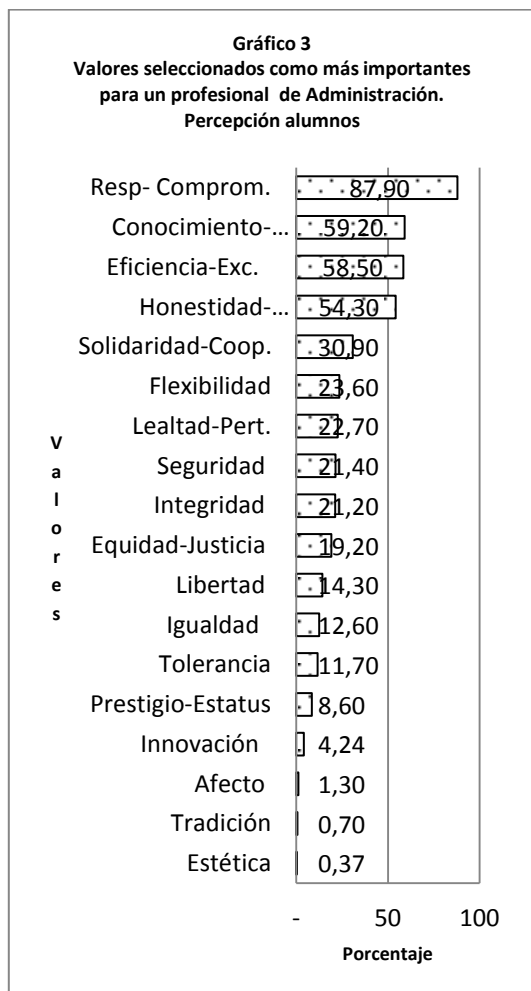 Gráfico 3
Valores seleccionados como más importantes
para un profesional de Administración.
Percepción alumnos
Resp- Comprom. 87,90
Conocimiento-... 59,20
Eficiencia-Exc. 58,50
Honestidad-... 54,30
Solidaridad-Coop. 30,90
Flexibilidad 23,60
Lealtad-Pert. 22,70
Seguridad 21,40
Integridad 21,20
Equidad-Justicia 19,20
Libertad 14,30
Igualdad 12,60
Tolerancia 11,70
Prestigio-Estatus 8,60
Innovación 4,24
Afecto 1,30
Tradición 0,70
Estética 0,37
Valores
- 50 100
Porcentaje